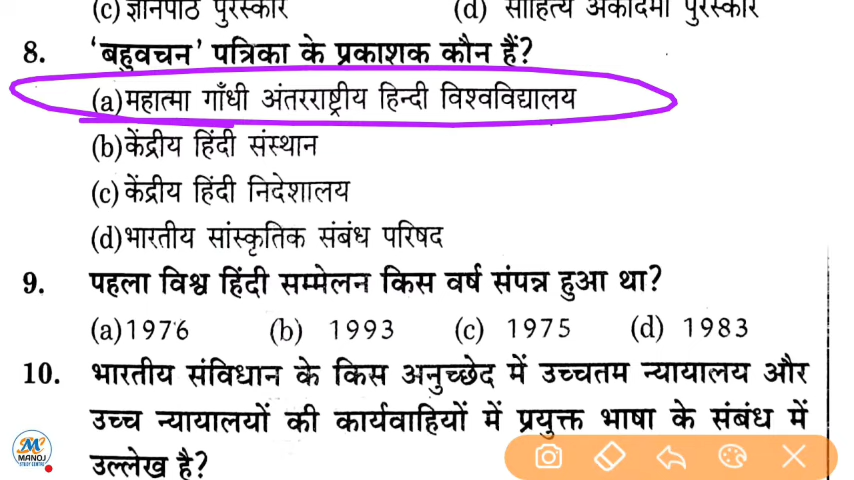 (c) ज्ञानपीठ पुरस्कार (d) साहित्य अकादमी पुरस्कार
8. 'बहुवचन' पत्रिका के प्रकाशक कौन हैं?
(a) महात्मा गाँधी अंतरराष्ट्रीय हिन्दी विश्वविद्यालय
(b) केंद्रीय हिंदी संस्थान
(c) केंद्रीय हिंदी निदेशालय
(d) भारतीय सांस्कृतिक संबंध परिषद
9. पहला विश्व हिंदी सम्मेलन किस वर्ष संपन्न हुआ था?
(a) 1976 (b) 1993 (c) 1975 (d) 1983
10. भारतीय संविधान के किस अनुच्छेद में उच्चतम न्यायालय और
उच्च न्यायालयों की कार्यवाहियों में प्रयुक्त भाषा के संबंध में
उल्लेख है?
M
MANOJ
STUDY CENTRE